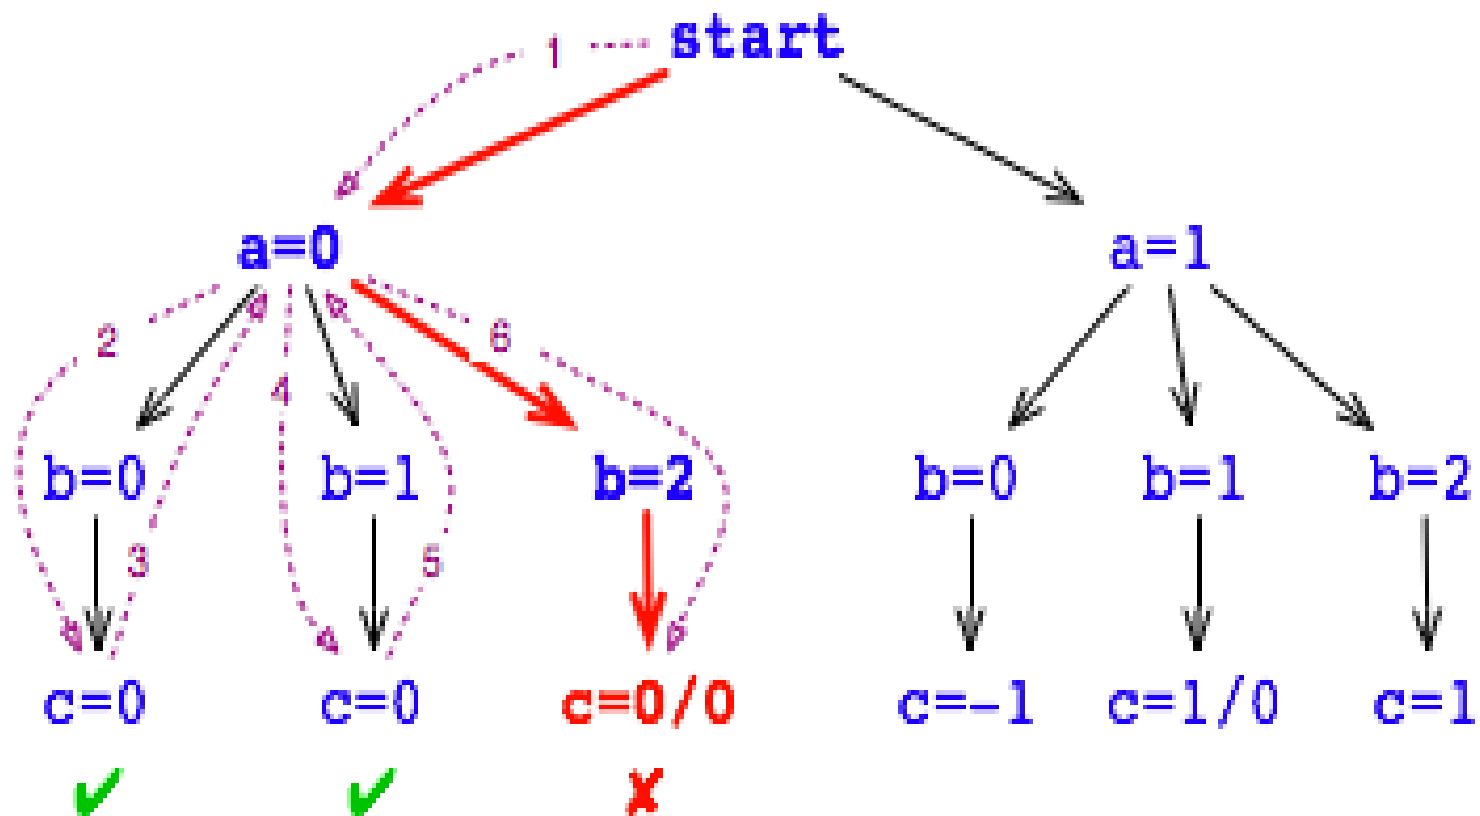 1 start
a=0 a=1
2 6
4
b=0 b=1 b=2 b=0 b=1 b=2
3 5
c=0 c=0 c=0/0 c=-1 c=1/0 c=1